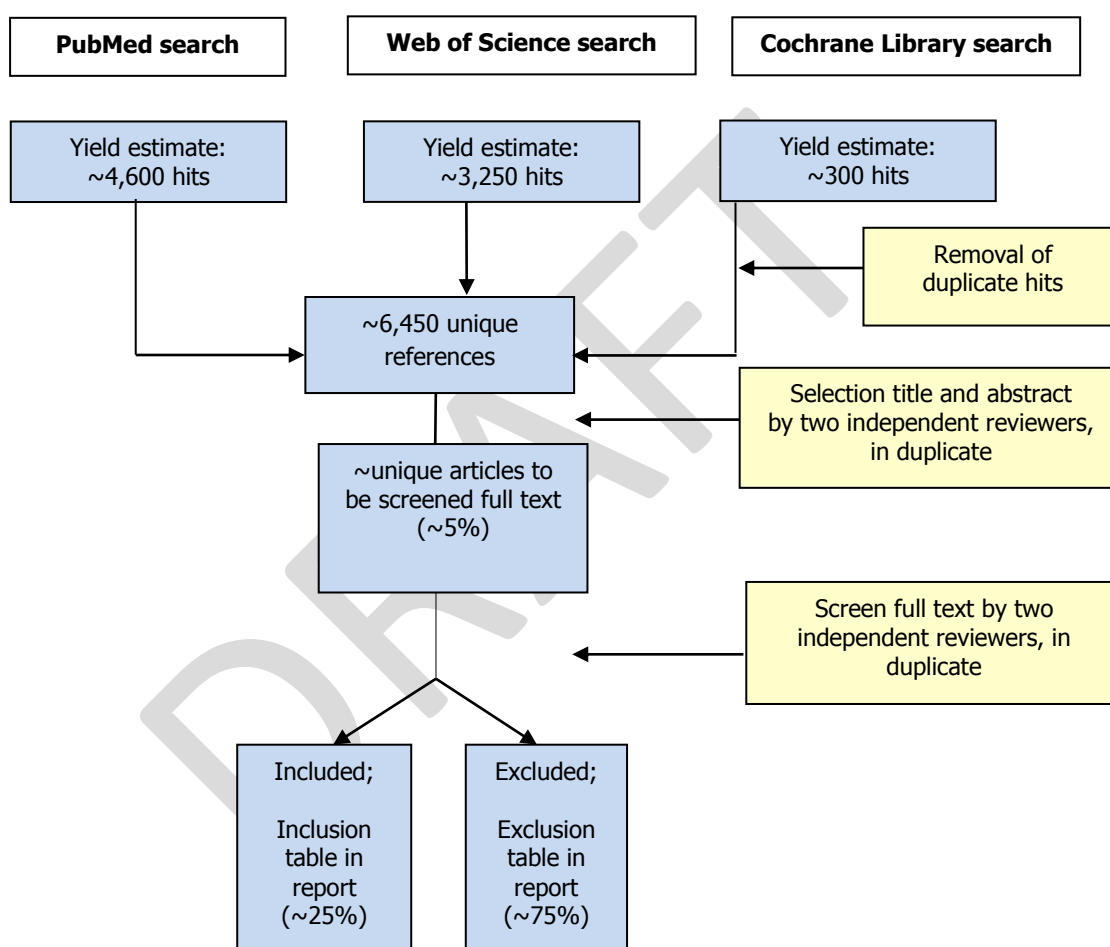 PubMed search
Web of Science search
Cochrane Library search
Yield estimate:
~4,600 hits
Yield estimate:
~3,250 hits
Yield estimate:
~300 hits
Removal of
duplicate hits
~6,450 unique
references
Selection title and abstract
by two independent reviewers,
in duplicate
~unique articles to
be screened full text
(~5%)
Screen full text by two
independent reviewers, in
duplicate
Included;
Inclusion
table in
report
(~25%)
Excluded;
Exclusion
table in
report
(~75%)
DRAFT